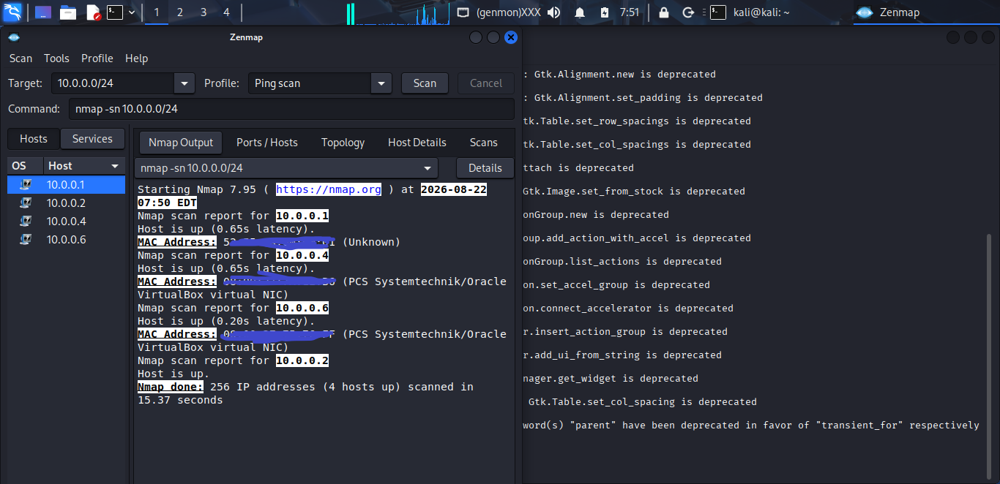 1 2 3 4 (genmon)XXX 7:51 kali@kali: ~ Zenmap
Zenmap
Scan Tools Profile Help
Target: 10.0.0.0/24 Profile: Ping scan Scan Cancel
Command: nmap -sn 10.0.0.0/24
Hosts Services
OS Host
10.0.0.1
10.0.0.2
10.0.0.4
10.0.0.6
Nmap Output Ports / Hosts Topology Host Details Scans
nmap -sn 10.0.0.0/24 Details
Starting Nmap 7.95 ( https://nmap.org ) at 2026-08-22
07:50 EDT
Nmap scan report for 10.0.0.1
Host is up (0.65s latency).
MAC Address: (Unknown)
Nmap scan report for 10.0.0.4
Host is up (0.65s latency).
MAC Address: (PCS Systemtechnik/Oracle
VirtualBox virtual NIC)
Nmap scan report for 10.0.0.6
Host is up (0.20s latency).
MAC Address: (PCS Systemtechnik/Oracle
VirtualBox virtual NIC)
Nmap scan report for 10.0.0.2
Host is up.
Nmap done: 256 IP addresses (4 hosts up) scanned in
15.37 seconds
: Gtk.Alignment.new is deprecated
: Gtk.Alignment.set_padding is deprecated
tk.Table.set_row_spacings is deprecated
tk.Table.set_col_spacings is deprecated
ttach is deprecated
Gtk.Image.set_from_stock is deprecated
onGroup.new is deprecated
oup.add_action_with_accel is deprecated
onGroup.list_actions is deprecated
on.set_accel_group is deprecated
on.connect_accelerator is deprecated
r.insert_action_group is deprecated
r.add_ui_from_string is deprecated
nager.get_widget is deprecated
Gtk.Table.set_col_spacing is deprecated
word(s) "parent" have been deprecated in favor of "transient_for" respectively